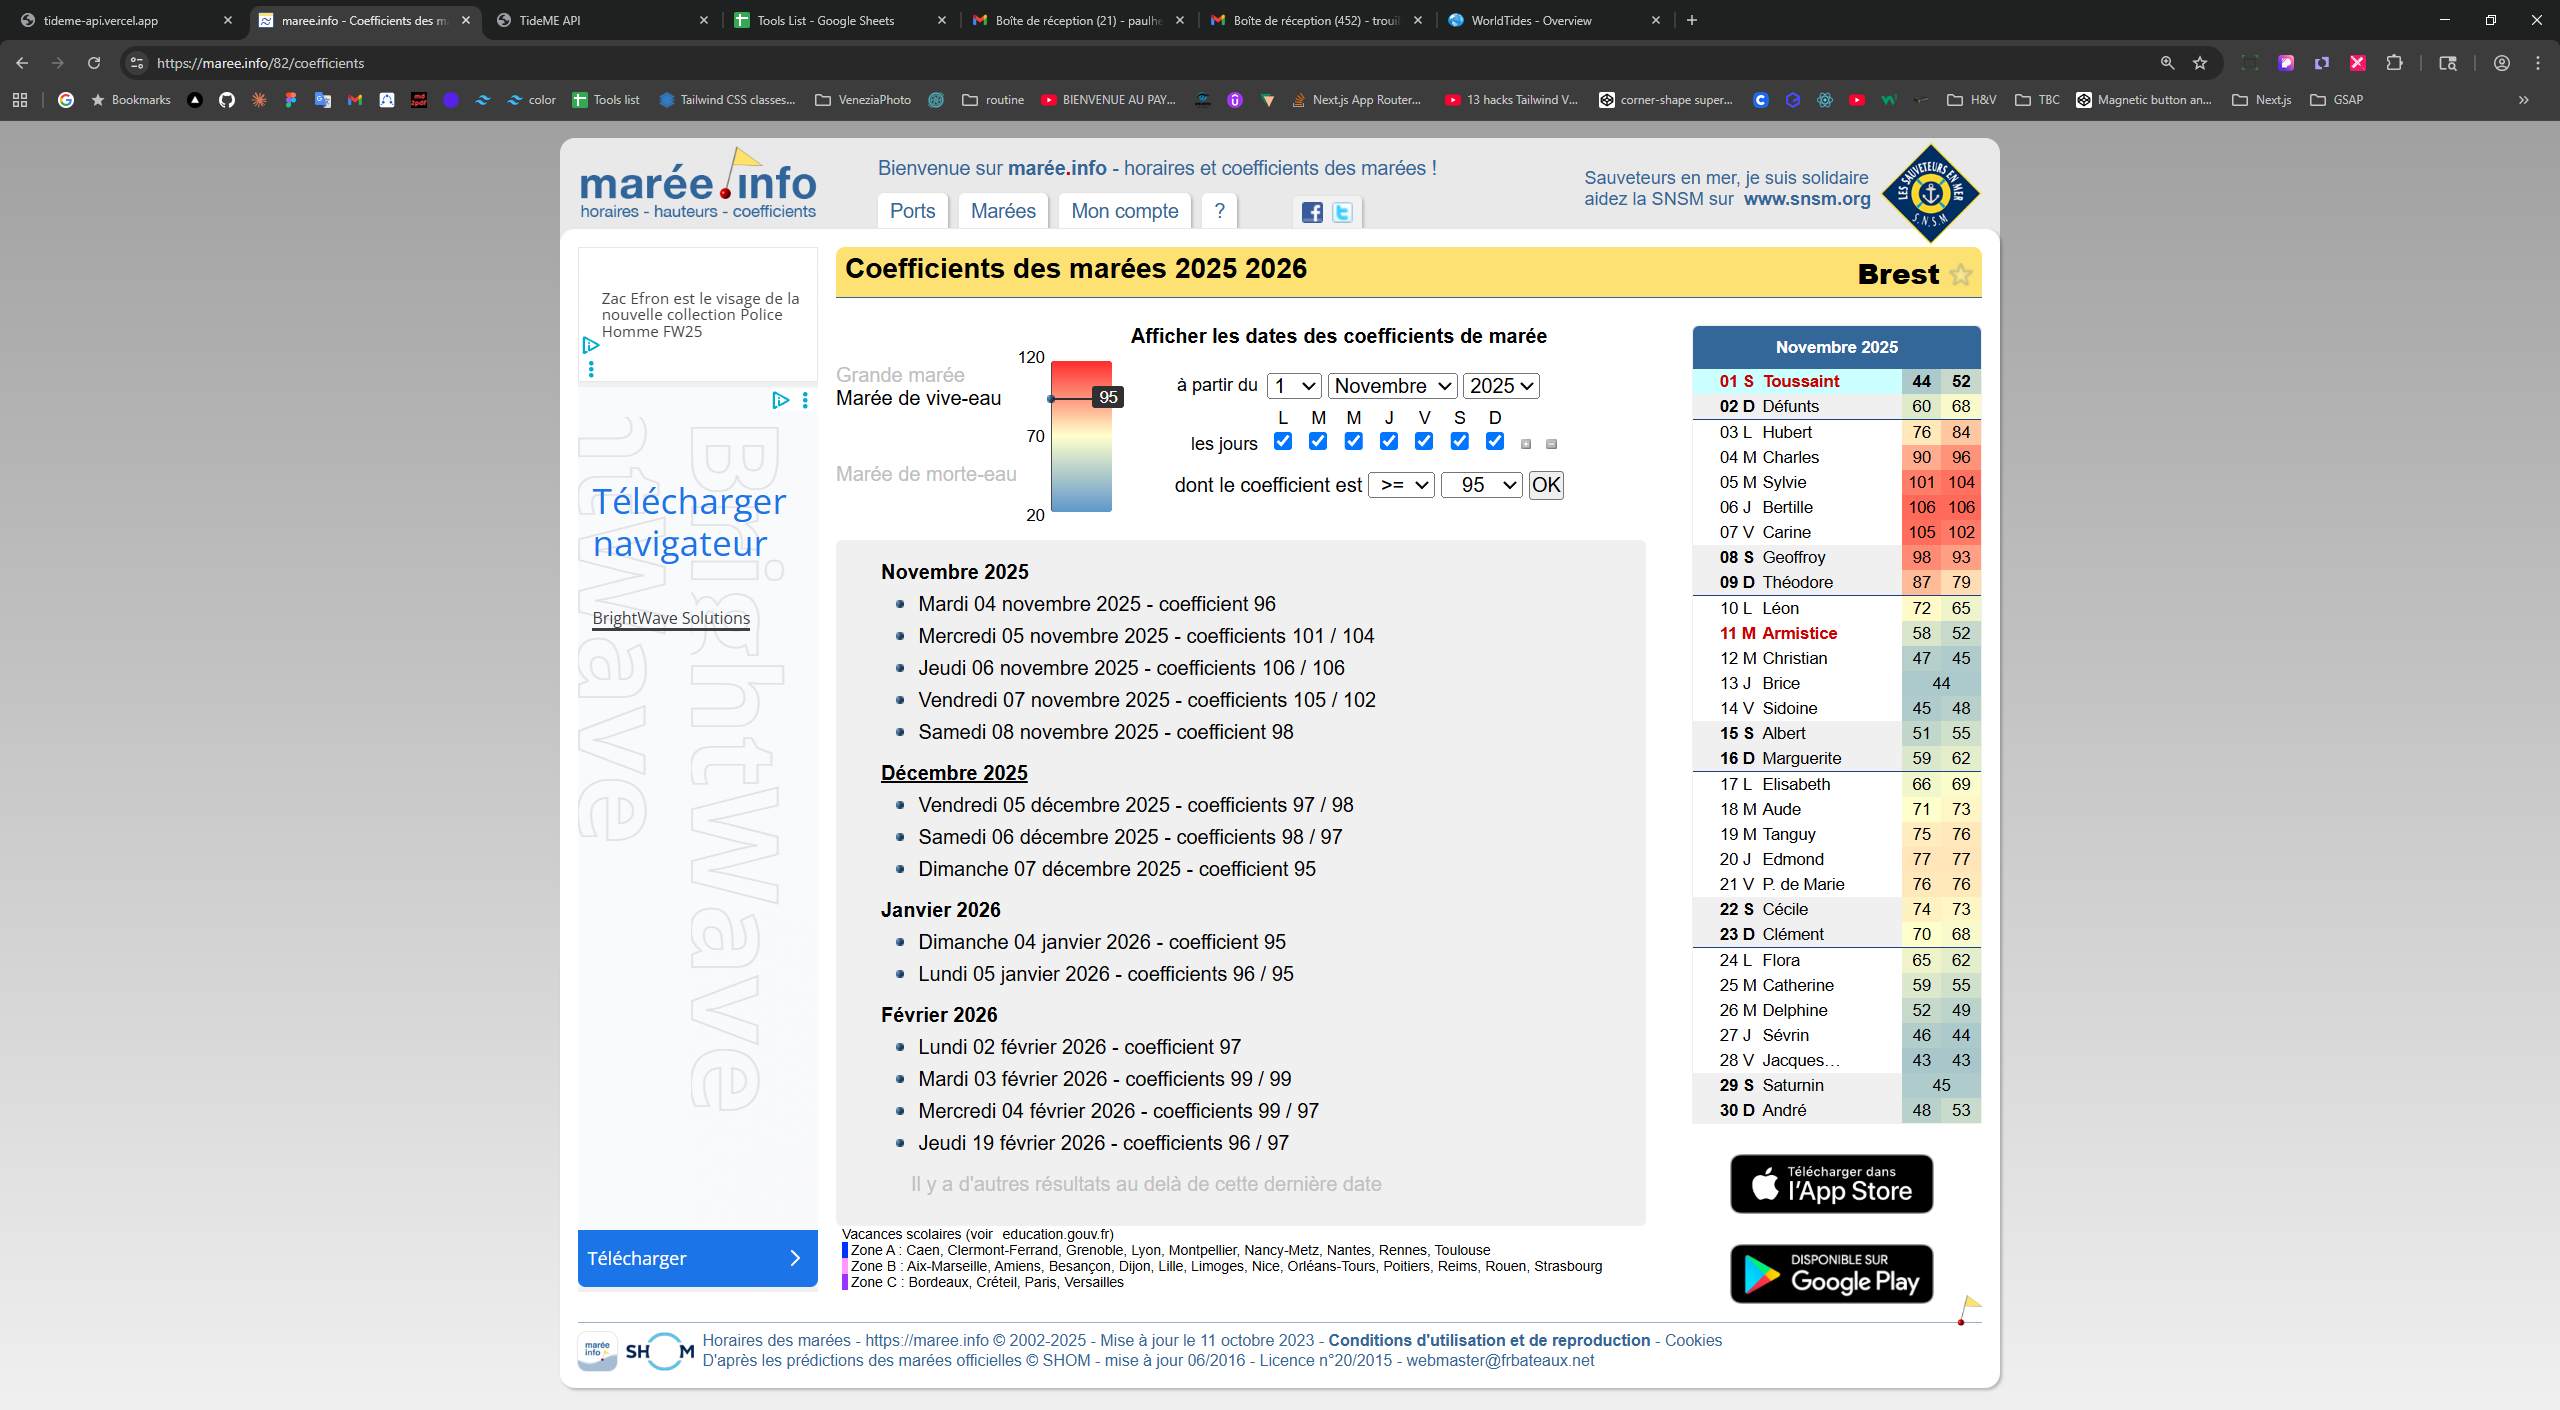 tideme-api.vercel.app
maree.info - Coefficients des m
TideME API
Tools List - Google Sheets
Boîte de réception (21) - paulhe
Boîte de réception (452) - trouil
WorldTides - Overview
https://maree.info/82/coefficients
Bookmarks
color
Tools list
Tailwind CSS classes...
VeneziaPhoto
routine
BIENVENUE AU PAY...
Next.js App Router...
13 hacks Tailwind V...
corner-shape super...
H&V
TBC
Magnetic button an...
Next.js
GSAP
marée.info
horaires - hauteurs - coefficients
Bienvenue sur marée.info - horaires et coefficients des marées !
Ports
Marées
Mon compte
?
Sauveteurs en mer, je suis solidaire
aidez la SNSM sur www.snsm.org
LES SAUVETEURS EN MER
S.N.S.M
Zac Efron est le visage de la
nouvelle collection Police
Homme FW25
BrightWave
ntWave
Télécharger
navigateur
BrightWave Solutions
Télécharger
Coefficients des marées 2025 2026
Brest
Afficher les dates des coefficients de marée
Grande marée
Marée de vive-eau
Marée de morte-eau
120
95
70
20
à partir du 1 Novembre 2025
L M M J V S D
les jours
dont le coefficient est >= 95 OK
Novembre 2025
Mardi 04 novembre 2025 - coefficient 96
Mercredi 05 novembre 2025 - coefficients 101 / 104
Jeudi 06 novembre 2025 - coefficients 106 / 106
Vendredi 07 novembre 2025 - coefficients 105 / 102
Samedi 08 novembre 2025 - coefficient 98
Décembre 2025
Vendredi 05 décembre 2025 - coefficients 97 / 98
Samedi 06 décembre 2025 - coefficients 98 / 97
Dimanche 07 décembre 2025 - coefficient 95
Janvier 2026
Dimanche 04 janvier 2026 - coefficient 95
Lundi 05 janvier 2026 - coefficients 96 / 95
Février 2026
Lundi 02 février 2026 - coefficient 97
Mardi 03 février 2026 - coefficients 99 / 99
Mercredi 04 février 2026 - coefficients 99 / 97
Jeudi 19 février 2026 - coefficients 96 / 97
Il y a d'autres résultats au delà de cette dernière date
Vacances scolaires (voir education.gouv.fr)
Zone A : Caen, Clermont-Ferrand, Grenoble, Lyon, Montpellier, Nancy-Metz, Nantes, Rennes, Toulouse
Zone B : Aix-Marseille, Amiens, Besançon, Dijon, Lille, Limoges, Nice, Orléans-Tours, Poitiers, Reims, Rouen, Strasbourg
Zone C : Bordeaux, Créteil, Paris, Versailles
Novembre 2025
01 S Toussaint 44 52
02 D Défunts 60 68
03 L Hubert 76 84
04 M Charles 90 96
05 M Sylvie 101 104
06 J Bertille 106 106
07 V Carine 105 102
08 S Geoffroy 98 93
09 D Théodore 87 79
10 L Léon 72 65
11 M Armistice 58 52
12 M Christian 47 45
13 J Brice 44
14 V Sidoine 45 48
15 S Albert 51 55
16 D Marguerite 59 62
17 L Elisabeth 66 69
18 M Aude 71 73
19 M Tanguy 75 76
20 J Edmond 77 77
21 V P. de Marie 76 76
22 S Cécile 74 73
23 D Clément 70 68
24 L Flora 65 62
25 M Catherine 59 55
26 M Delphine 52 49
27 J Sévrin 46 44
28 V Jacques... 43 43
29 S Saturnin 45
30 D André 48 53
Télécharger dans
l'App Store
DISPONIBLE SUR
Google Play
marée
info
SHOM
Horaires des marées - https://maree.info © 2002-2025 - Mise à jour le 11 octobre 2023 - Conditions d'utilisation et de reproduction - Cookies
D'après les prédictions des marées officielles © SHOM - mise à jour 06/2016 - Licence n°20/2015 - webmaster@frbateaux.net